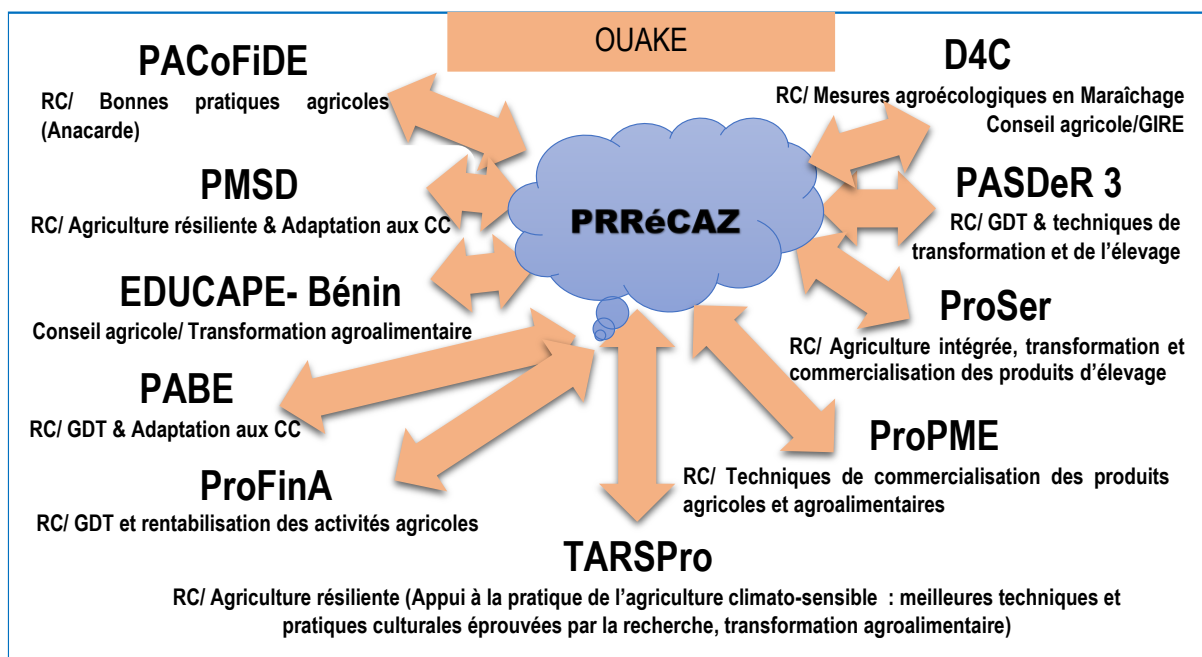 OUAKE
PACoFiDE
RC/ Bonnes pratiques agricoles
(Anacarde)
PMSD
RC/ Agriculture résiliente & Adaptation aux CC
EDUCAPE- Bénin
Conseil agricole/ Transformation agroalimentaire
PABE
RC/ GDT & Adaptation aux CC
ProFinA
RC/ GDT et rentabilisation des activités agricoles
PRRéCAZ
D4C
RC/ Mesures agroécologiques en Maraîchage
Conseil agricole/GIRE
PASDeR 3
RC/ GDT & techniques de
transformation et de l’élevage
ProSer
RC/ Agriculture intégrée, transformation et
commercialisation des produits d’élevage
ProPME
RC/ Techniques de commercialisation des produits
agricoles et agroalimentaires
TARSPro
RC/ Agriculture résiliente (Appui à la pratique de l’agriculture climato-sensible : meilleures techniques et
pratiques culturales éprouvées par la recherche, transformation agroalimentaire)